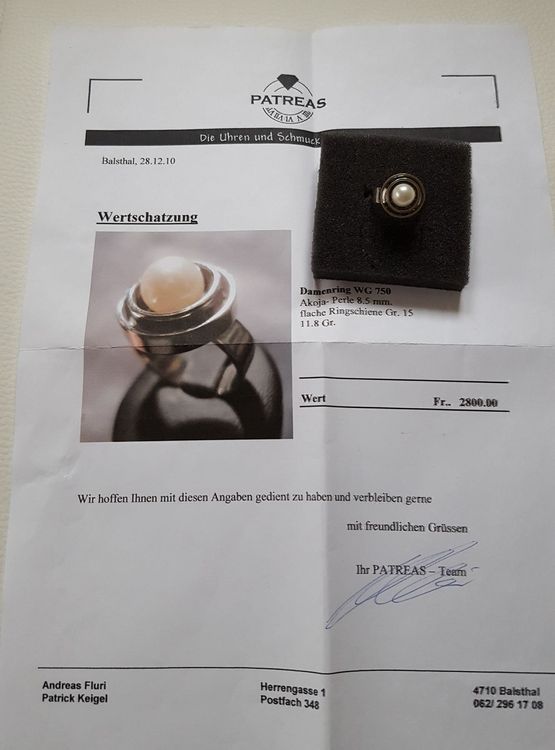 PATREAS
Die Uhren und Schmuck
Balsthal, 28.12.10
Wertschatzung
Damenring WG 750
Akoja- Perle 8.5 mm.
flache Ringschiene Gr. 15
11.8 Gr.
Wert Fr.. 2800.00
Wir hoffen Ihnen mit diesen Angaben gedient zu haben und verbleiben gerne
mit freundlichen Grüssen
Ihr PATREAS – Team
Andreas Fluri
Patrick Keigel
Herrengasse 1
Postfach 348
4710 Balsthal
062/ 296 17 08